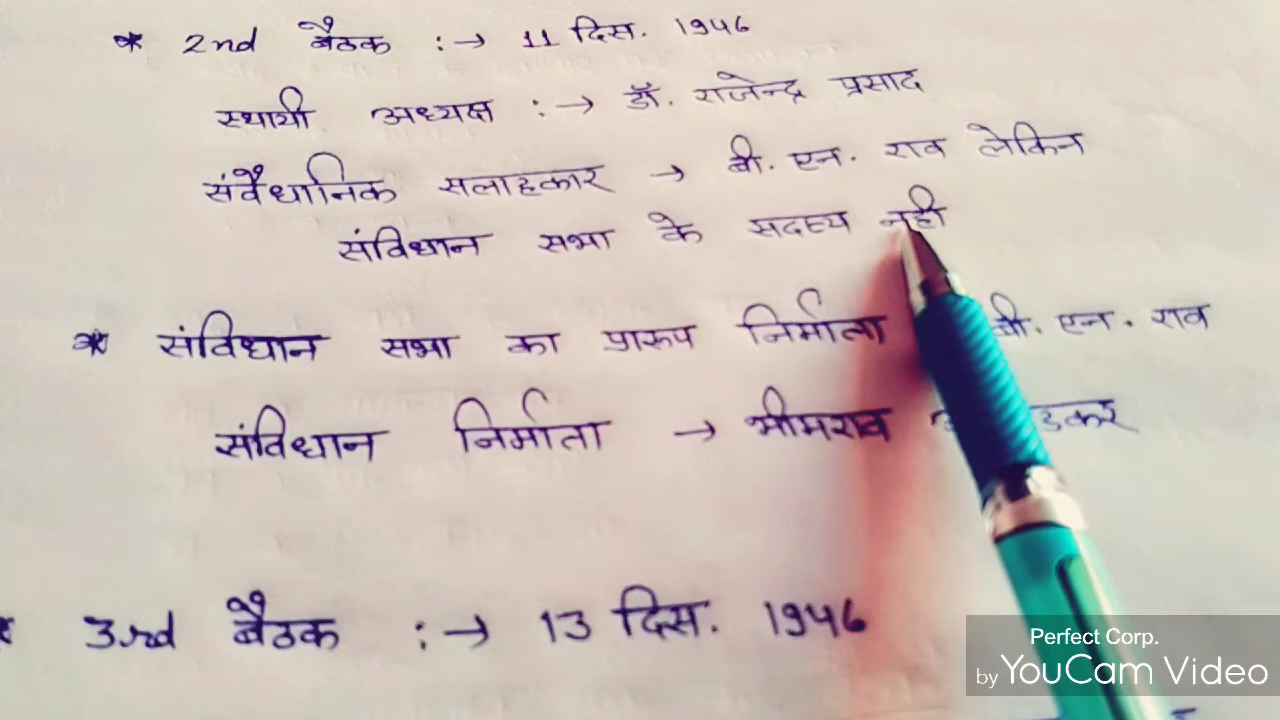 * 2nd बैठक :→ 11 दिस. 1946
स्थायी अध्यक्ष :→ डॉ. राजेन्द्र प्रसाद
संवैधानिक सलाहकार → बी. एन. राव लेकिन
संविधान सभा के सदस्य नही
* संविधान सभा का प्रारुप निर्माता बी. एन. राव
संविधान निर्माता → भीमराव
3rd बैठक :→ 13 दिस. 1946
Perfect Corp.
by YouCam Video